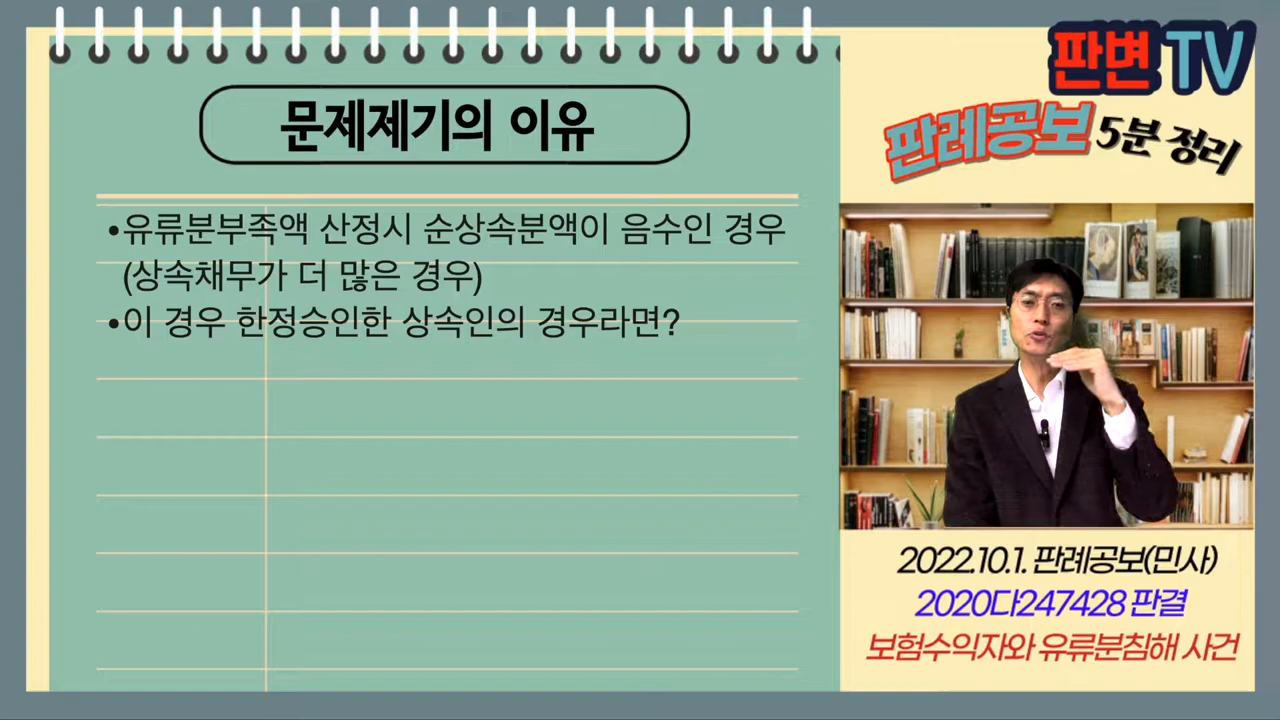 문제제기의 이유
•유류분부족액 산정시 순상속분액이 음수인 경우
(상속채무가 더 많은 경우)
•이 경우 한정승인한 상속인의 경우라면?
판변 TV
판례공보 5분 정리
2022.10.1. 판례공보(민사)
2020다247428 판결
보험수익자와 유류분침해 사건